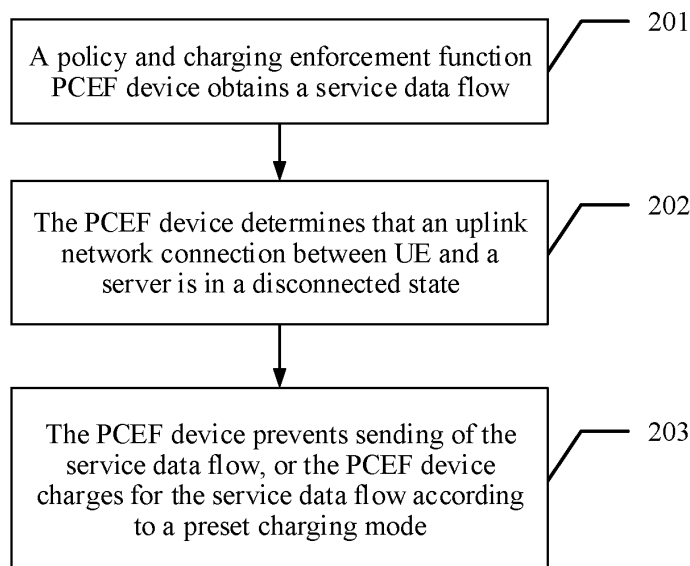 201
A policy and charging enforcement function
PCEF device obtains a service data flow
202
The PCEF device determines that an uplink
network connection between UE and a
server is in a disconnected state
203
The PCEF device prevents sending of the
service data flow, or the PCEF device
charges for the service data flow according
to a preset charging mode